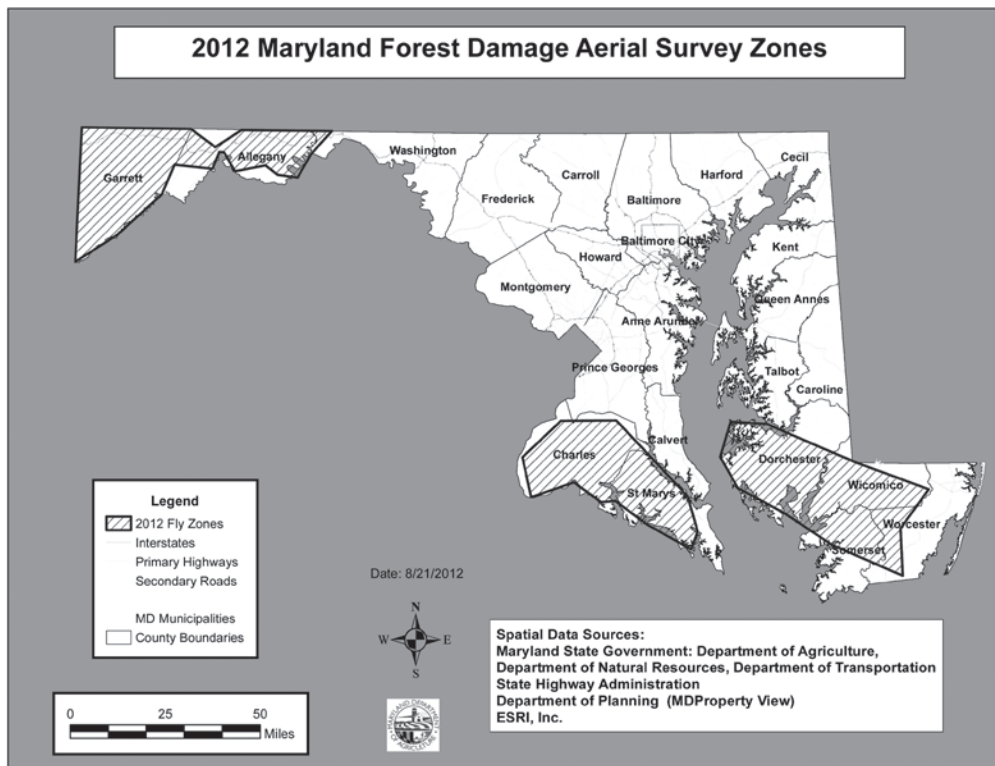 2012 Maryland Forest Damage Aerial Survey Zones
Garrett
Allegany
Washington
Frederick
Carroll
Baltimore
Harford
Cecil
Baltimore City
Howard
Montgomery
Kent
Queen Annes
Anne Arundel
Prince Georges
Talbot
Caroline
Calvert
Charles
St Marys
Dorchester
Wicomico
Worcester
Somerset
Legend
2012 Fly Zones
Interstates
Primary Highways
Secondary Roads
MD Municipalities
County Boundaries
Date: 8/21/2012
N
W E
S
Spatial Data Sources:
Maryland State Government: Department of Agriculture,
Department of Natural Resources, Department of Transportation
State Highway Administration
Department of Planning (MDProperty View)
ESRI, Inc.
0 25 50
Miles
MARYLAND DEPARTMENT
OF AGRICULTURE